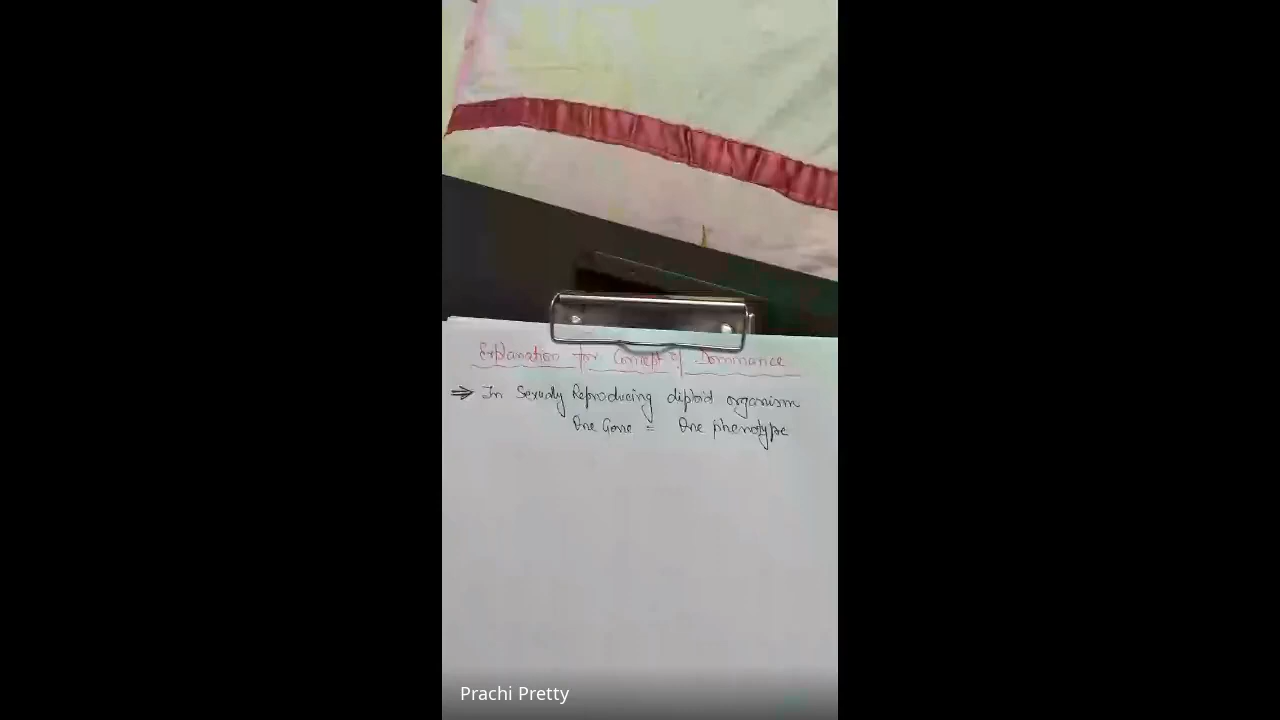 Explanation for Concept of Dominance
⇒ In Sexually Reproducing diploid organism
One Gene = One phenotype
Prachi Pretty